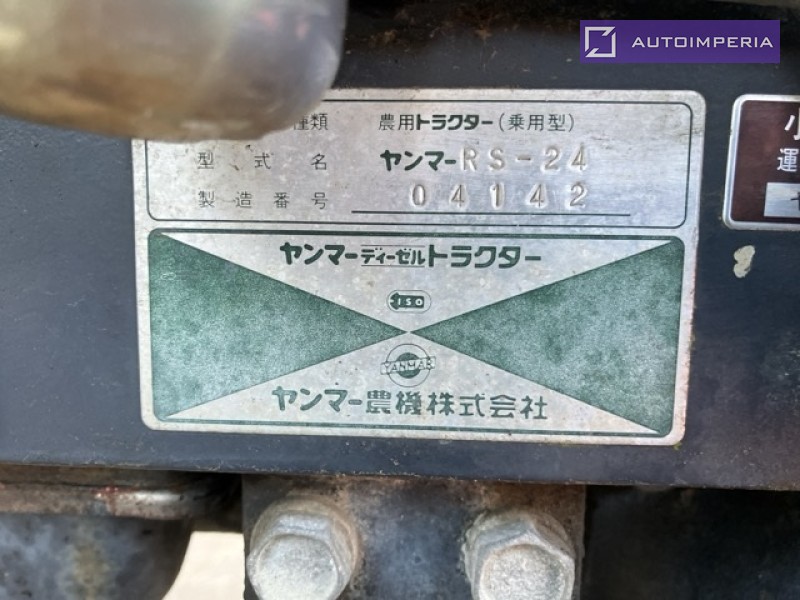 AUTOIMPERIA
種類 農用トラクター(乗用型)
型式名 ヤンマーRS-24
製造番号 04142
ヤンマーディーゼルトラクター
ISO
YANMAR
ヤンマー農機株式会社
小
運